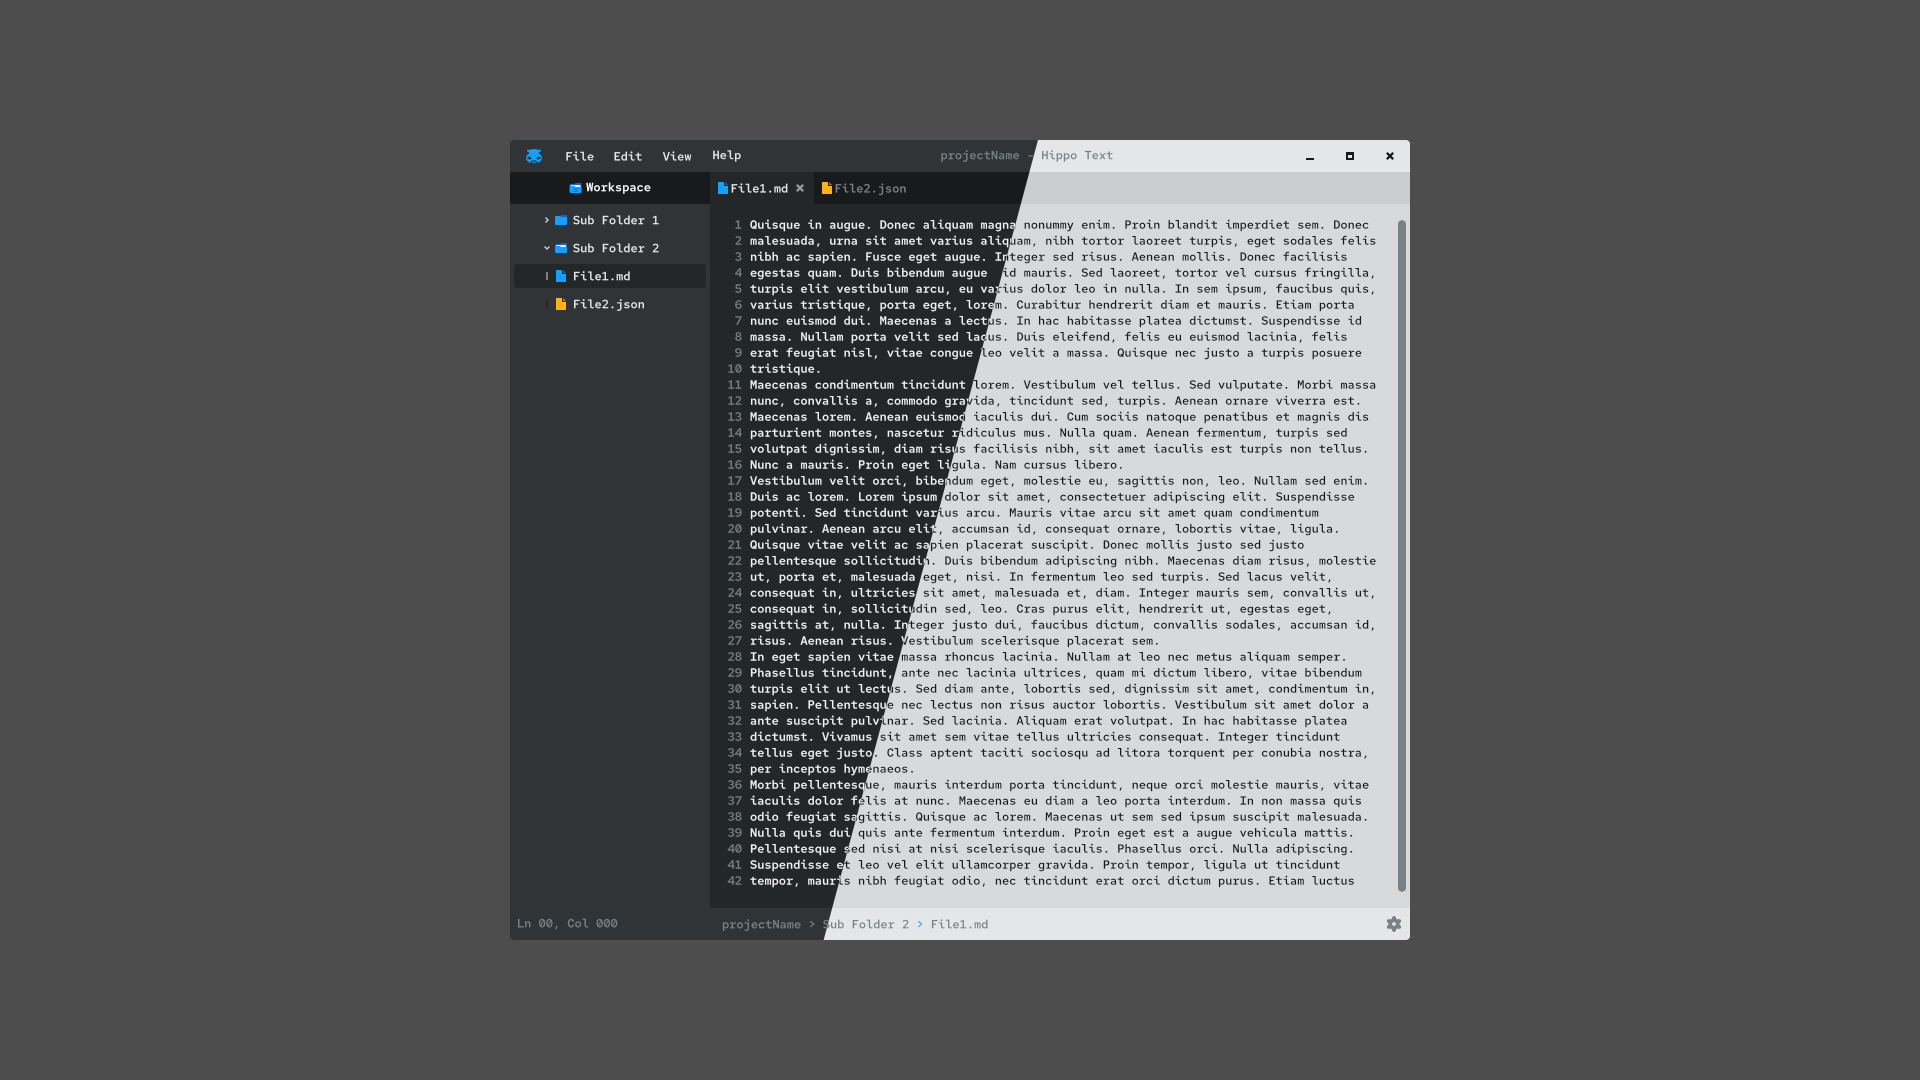 File Edit View Help projectName - Hippo Text
Workspace
File1.md
File2.json
Sub Folder 1
Sub Folder 2
File1.md
File2.json
1 Quisque in augue. Donec aliquam magna nonummy enim. Proin blandit imperdiet sem. Donec
2 malesuada, urna sit amet varius aliquam, nibh tortor laoreet turpis, eget sodales felis
3 nibh ac sapien. Fusce eget augue. Integer sed risus. Aenean mollis. Donec facilisis
4 egestas quam. Duis bibendum augue id mauris. Sed laoreet, tortor vel cursus fringilla,
5 turpis elit vestibulum arcu, eu varius dolor leo in nulla. In sem ipsum, faucibus quis,
6 varius tristique, porta eget, lorem. Curabitur hendrerit diam et mauris. Etiam porta
7 nunc euismod dui. Maecenas a lectus. In hac habitasse platea dictumst. Suspendisse id
8 massa. Nullam porta velit sed lacus. Duis eleifend, felis eu euismod lacinia, felis
9 erat feugiat nisl, vitae congue leo velit a massa. Quisque nec justo a turpis posuere
10 tristique.
11 Maecenas condimentum tincidunt lorem. Vestibulum vel tellus. Sed vulputate. Morbi massa
12 nunc, convallis a, commodo gravida, tincidunt sed, turpis. Aenean ornare viverra est.
13 Maecenas lorem. Aenean euismod iaculis dui. Cum sociis natoque penatibus et magnis dis
14 parturient montes, nascetur ridiculus mus. Nulla quam. Aenean fermentum, turpis sed
15 volutpat dignissim, diam risus facilisis nibh, sit amet iaculis est turpis non tellus.
16 Nunc a mauris. Proin eget ligula. Nam cursus libero.
17 Vestibulum velit orci, bibendum eget, molestie eu, sagittis non, leo. Nullam sed enim.
18 Duis ac lorem. Lorem ipsum dolor sit amet, consectetuer adipiscing elit. Suspendisse
19 potenti. Sed tincidunt varius arcu. Mauris vitae arcu sit amet quam condimentum
20 pulvinar. Aenean arcu elit, accumsan id, consequat ornare, lobortis vitae, ligula.
21 Quisque vitae velit ac sapien placerat suscipit. Donec mollis justo sed justo
22 pellentesque sollicitudin. Duis bibendum adipiscing nibh. Maecenas diam risus, molestie
23 ut, porta et, malesuada eget, nisi. In fermentum leo sed turpis. Sed lacus velit,
24 consequat in, ultricies sit amet, malesuada et, diam. Integer mauris sem, convallis ut,
25 consequat in, sollicitudin sed, leo. Cras purus elit, hendrerit ut, egestas eget,
26 sagittis at, nulla. Integer justo dui, faucibus dictum, convallis sodales, accumsan id,
27 risus. Aenean risus. Vestibulum scelerisque placerat sem.
28 In eget sapien vitae massa rhoncus lacinia. Nullam at leo nec metus aliquam semper.
29 Phasellus tincidunt, ante nec lacinia ultrices, quam mi dictum libero, vitae bibendum
30 turpis elit ut lectus. Sed diam ante, lobortis sed, dignissim sit amet, condimentum in,
31 sapien. Pellentesque nec lectus non risus auctor lobortis. Vestibulum sit amet dolor a
32 ante suscipit pulvinar. Sed lacinia. Aliquam erat volutpat. In hac habitasse platea
33 dictumst. Vivamus sit amet sem vitae tellus ultricies consequat. Integer tincidunt
34 tellus eget justo. Class aptent taciti sociosqu ad litora torquent per conubia nostra,
35 per inceptos hymenaeos.
36 Morbi pellentesque, mauris interdum porta tincidunt, neque orci molestie mauris, vitae
37 iaculis dolor felis at nunc. Maecenas eu diam a leo porta interdum. In non massa quis
38 odio feugiat sagittis. Quisque ac lorem. Maecenas ut sem sed ipsum suscipit malesuada.
39 Nulla quis dui quis ante fermentum interdum. Proin eget est a augue vehicula mattis.
40 Pellentesque sed nisi at nisi scelerisque iaculis. Phasellus orci. Nulla adipiscing.
41 Suspendisse et leo vel elit ullamcorper gravida. Proin tempor, ligula ut tincidunt
42 tempor, mauris nibh feugiat odio, nec tincidunt erat orci dictum purus. Etiam luctus
Ln 00, Col 000
projectName > Sub Folder 2 > File1.md